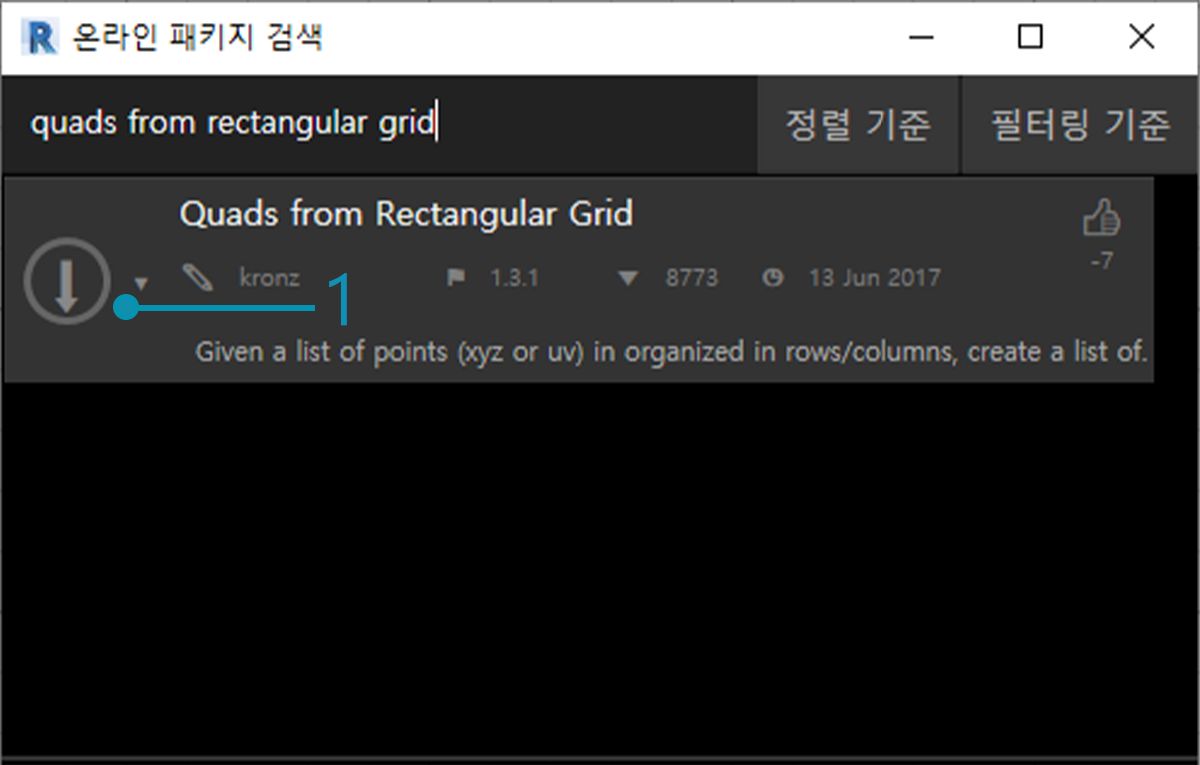 온라인 패키지 검색
quads from rectangular grid
정렬 기준
필터링 기준
Quads from Rectangular Grid
kronz 1.3.1 8773 13 Jun 2017
-7
1
Given a list of points (xyz or uv) in organized in rows/columns, create a list of.